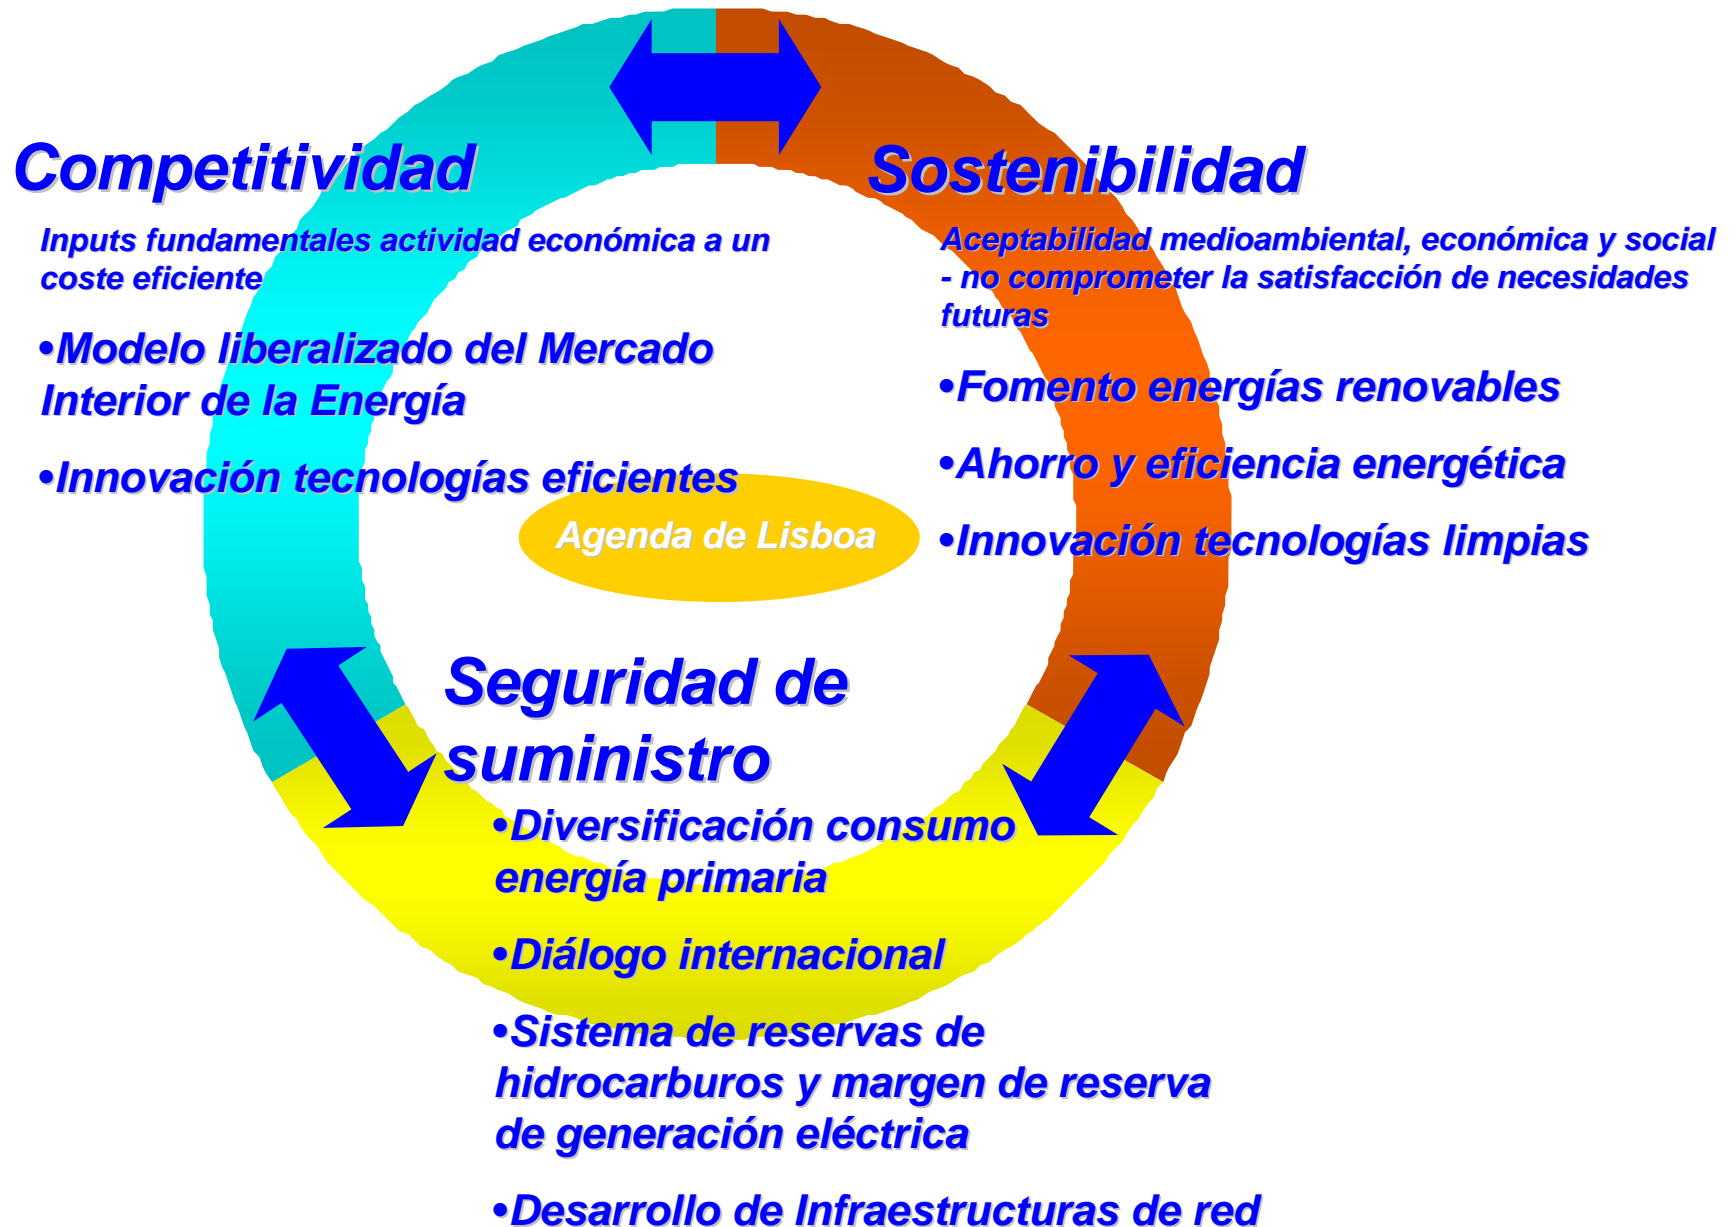 Competitividad
Inputs fundamentales actividad económica a un
coste eficiente
•Modelo liberalizado del Mercado
Interior de la Energía
•Innovación tecnologías eficientes
Sostenibilidad
Aceptabilidad medioambiental, económica y social
- no comprometer la satisfacción de necesidades
futuras
•Fomento energías renovables
•Ahorro y eficiencia energética
•Innovación tecnologías limpias
Agenda de Lisboa
Seguridad de
suministro
•Diversificación consumo
energía primaria
•Diálogo internacional
•Sistema de reservas de
hidrocarburos y margen de reserva
de generación eléctrica
•Desarrollo de Infraestructuras de red